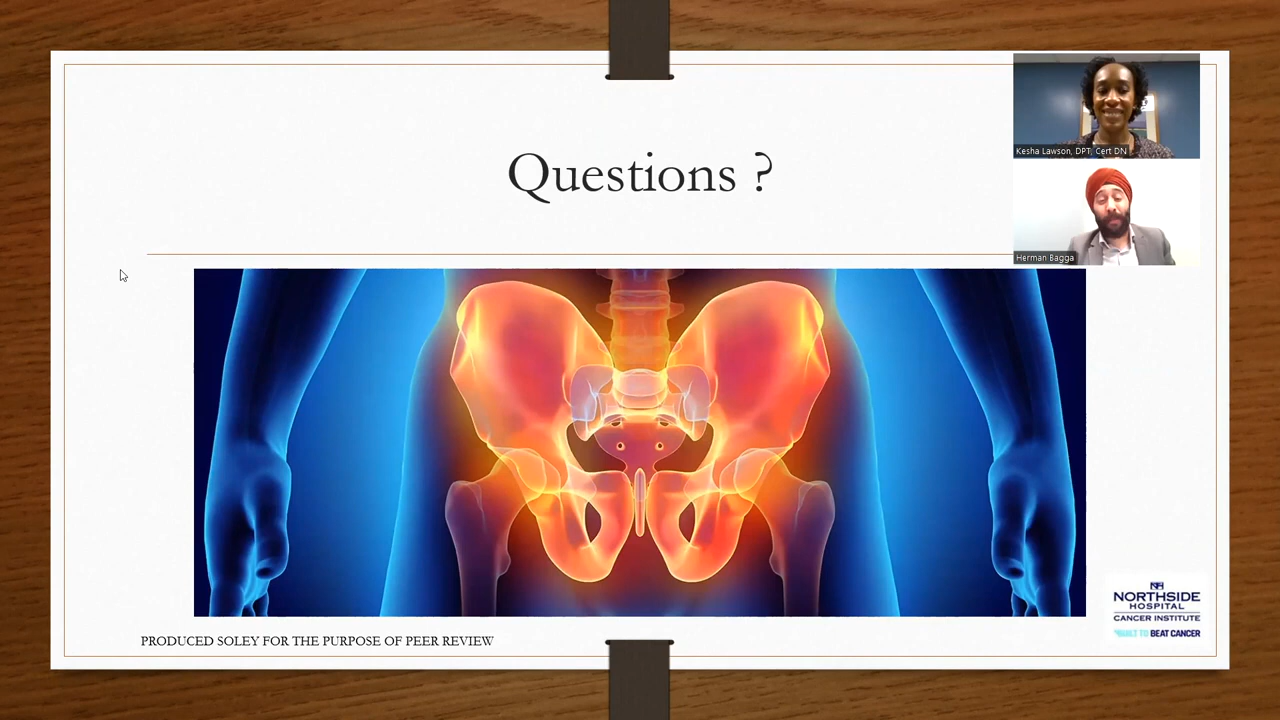 Questions ?
Kesha Lawson, DPT, Cert DN
Herman Bagga
NORTHSIDE
HOSPITAL
CANCER INSTITUTE
BUILT TO BEAT CANCER
PRODUCED SOLEY FOR THE PURPOSE OF PEER REVIEW